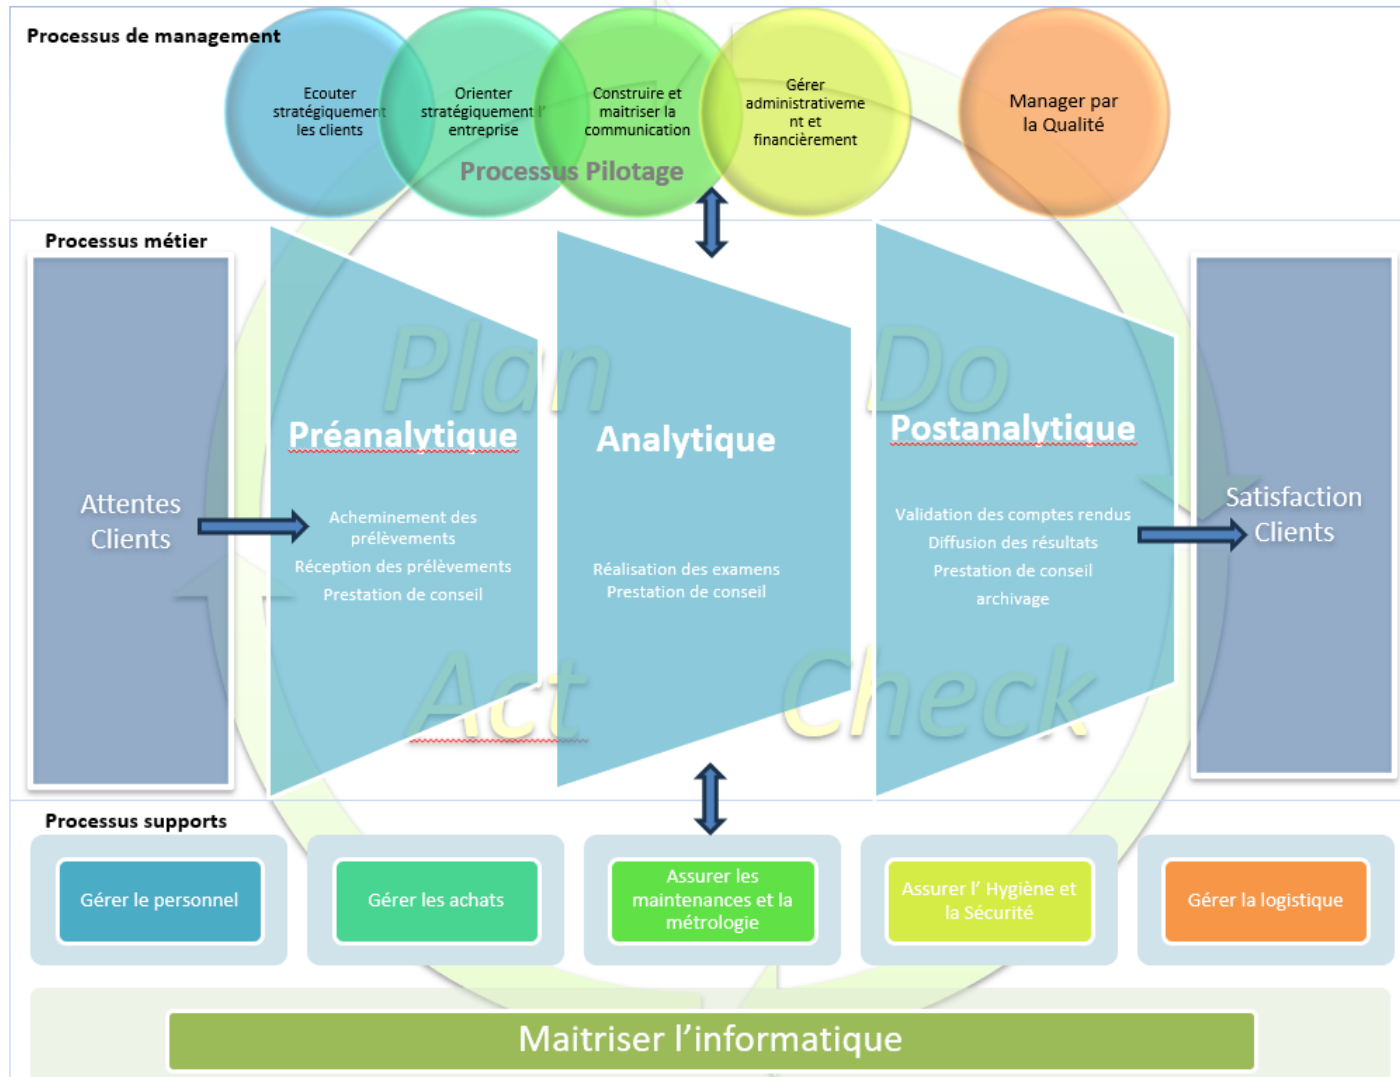 Processus de management
Ecouter
stratégiquement
les clients
Orienter
stratégiquement l'
entreprise
Construire et
maitriser la
communication
Gérer
administrativeme
nt et
financièrement
Manager par
la Qualité
Processus Pilotage
Processus métier
Plan
Do
Act
Check
Attentes
Clients
Préanalytique
Acheminement des
prélèvements
Réception des prélèvements
Prestation de conseil
Analytique
Réalisation des examens
Prestation de conseil
Postanalytique
Validation des comptes rendus
Diffusion des résultats
Prestation de conseil
archivage
Satisfaction
Clients
Processus supports
Gérer le personnel
Gérer les achats
Assurer les
maintenances et la
métrologie
Assurer l' Hygiène et
la Sécurité
Gérer la logistique
Maitriser l'informatique